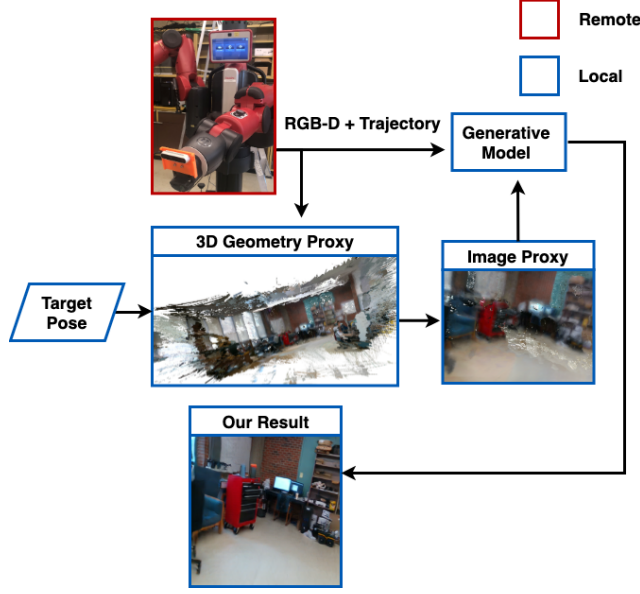 Remote
Local
RGB-D + Trajectory
Generative
Model
3D Geometry Proxy
Image Proxy
Target
Pose
Our Result